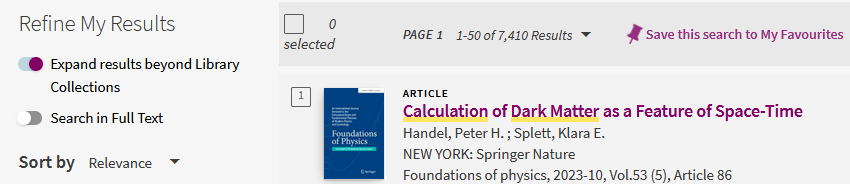 Refine My Results
Expand results beyond Library
Collections
Search in Full Text
Sort by Relevance
0
selected
PAGE 1 1-50 of 7,410 Results
Save this search to My Favourites
1
Foundations
of Physics
Springer
ARTICLE
Calculation of Dark Matter as a Feature of Space-Time
Handel, Peter H. ; Splett, Klara E.
NEW YORK: Springer Nature
Foundations of physics, 2023-10, Vol.53 (5), Article 86